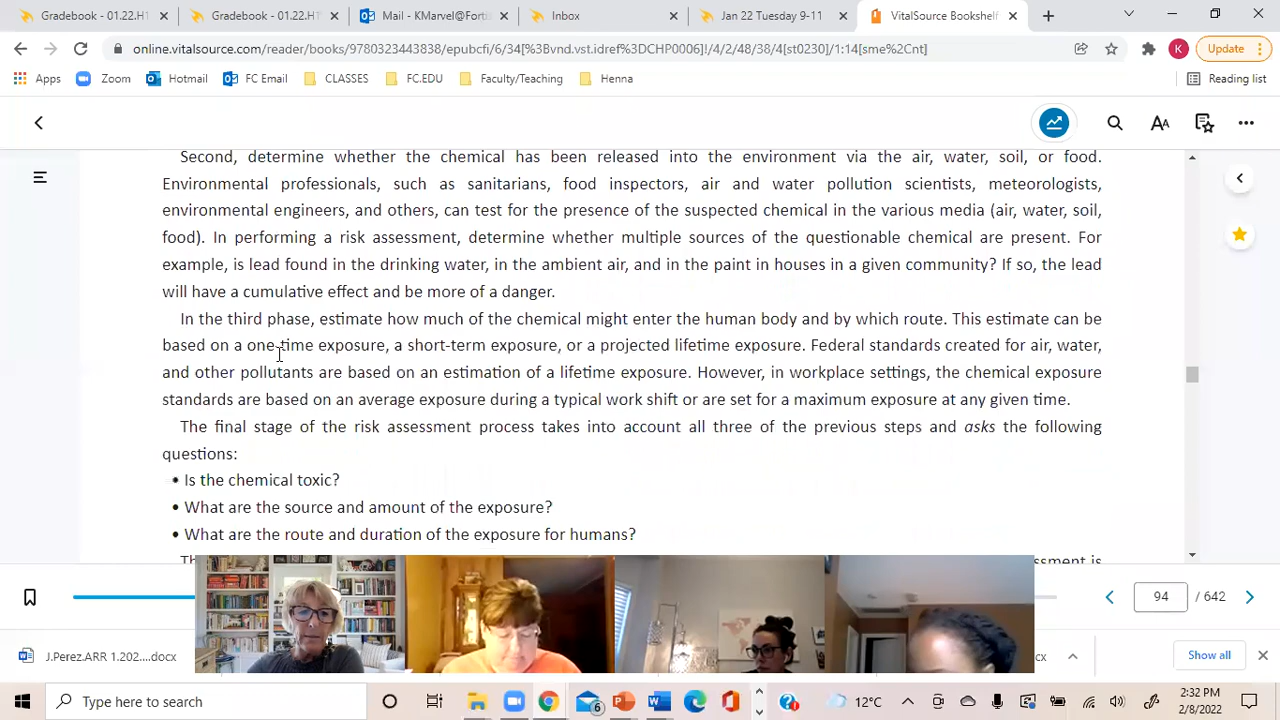 Gradebook - 01.22.H1
Gradebook - 01.22.H1
Mail - KMarvel@Fortis
Inbox
Jan 22 Tuesday 9-11
VitalSource Bookshelf
online.vitalsource.com/reader/books/9780323443838/epubcfi/6/34[%3Bvnd.vst.idref%3DCHP0006]!/4/2/48/38/4[st0230]/1:14[sme%2Cnt]
K
Update
Apps
Zoom
Hotmail
FC Email
CLASSES
FC.EDU
Faculty/Teaching
Henna
Reading list
AA
Second, determine whether the chemical has been released into the environment via the air, water, soil, or food.
Environmental professionals, such as sanitarians, food inspectors, air and water pollution scientists, meteorologists,
environmental engineers, and others, can test for the presence of the suspected chemical in the various media (air, water, soil,
food). In performing a risk assessment, determine whether multiple sources of the questionable chemical are present. For
example, is lead found in the drinking water, in the ambient air, and in the paint in houses in a given community? If so, the lead
will have a cumulative effect and be more of a danger.
In the third phase, estimate how much of the chemical might enter the human body and by which route. This estimate can be
based on a one-time exposure, a short-term exposure, or a projected lifetime exposure. Federal standards created for air, water,
and other pollutants are based on an estimation of a lifetime exposure. However, in workplace settings, the chemical exposure
standards are based on an average exposure during a typical work shift or are set for a maximum exposure at any given time.
The final stage of the risk assessment process takes into account all three of the previous steps and asks the following
questions:
• Is the chemical toxic?
• What are the source and amount of the exposure?
• What are the route and duration of the exposure for humans?
94 / 642
J.Perez.ARR 1.202....docx
cx
Show all
Type here to search
6
12°C
2:32 PM
2/8/2022